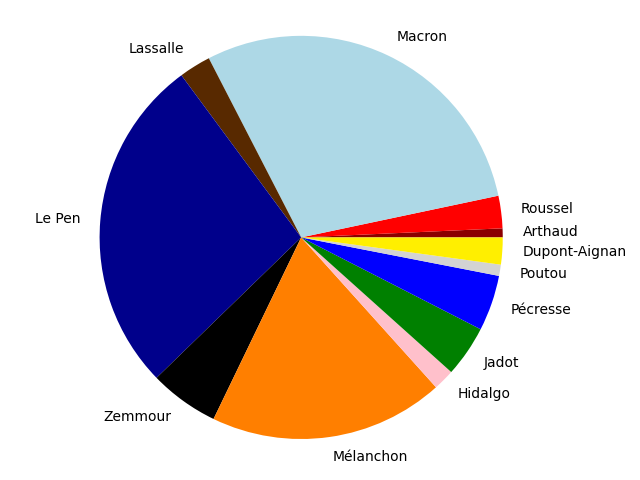 Macron
Lassalle
Roussel
Le Pen
Arthaud
Dupont-Aignan
Poutou
Pécresse
Jadot
Hidalgo
Zemmour
Mélanchon